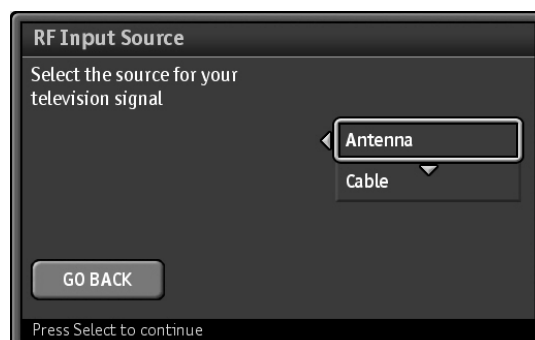 RF Input Source
Select the source for your
television signal
Antenna
Cable
GO BACK
Press Select to continue